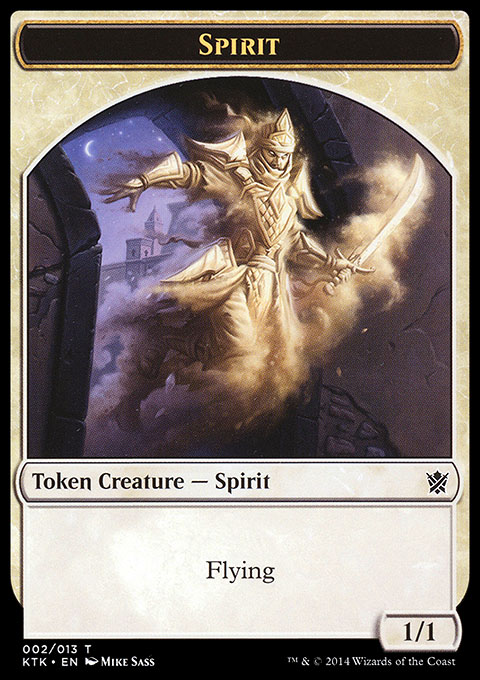 Spirit
Token Creature — Spirit
Flying
1/1
002/013 T
KTK • EN Mike Sass
™ & © 2014 Wizards of the Coast